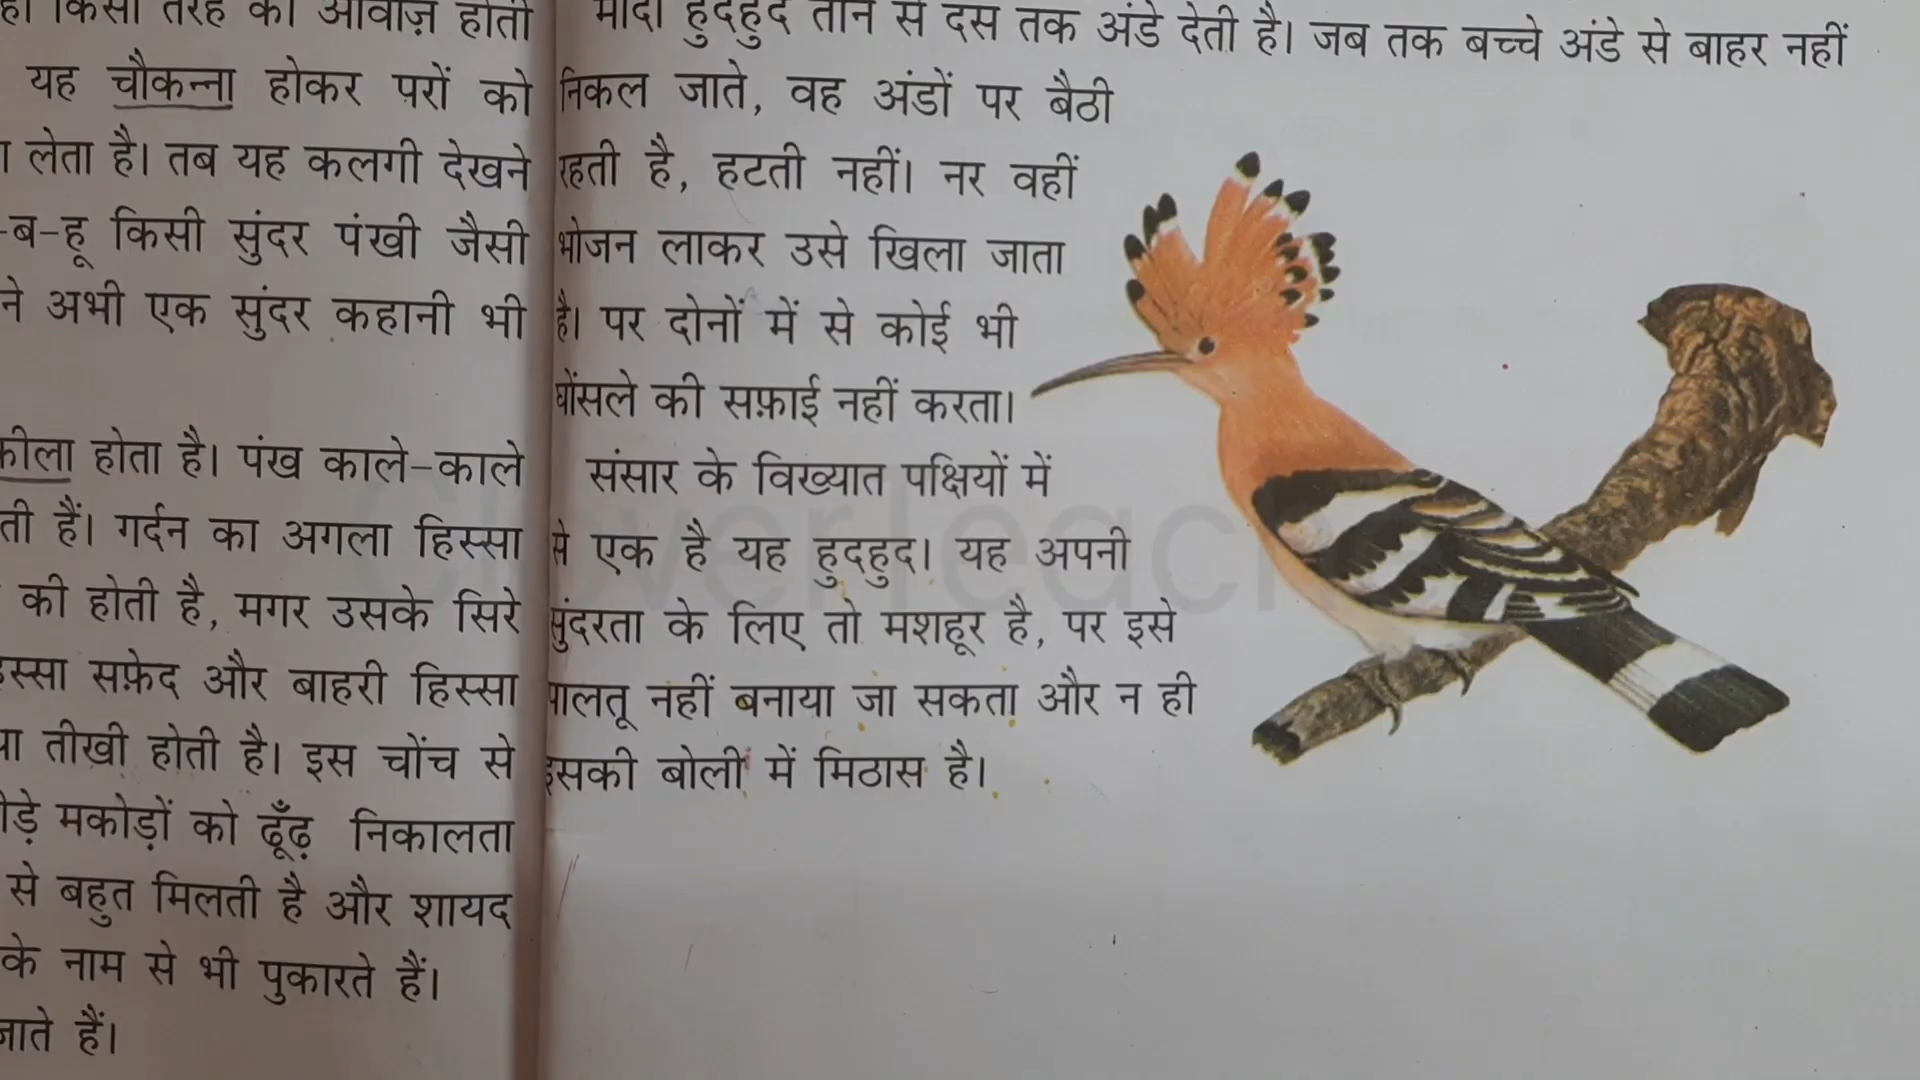 किसी तरह की आवाज़ होती
यह चौकन्ना होकर परों को
लेता है। तब यह कलगी देखने
-ब-हू किसी सुंदर पंखी जैसी
ने अभी एक सुंदर कहानी भी
होता है। पंख काले-काले
ती हैं। गर्दन का अगला हिस्सा
की होती है, मगर उसके सिरे
सफ़ेद और बाहरी हिस्सा
तीखी होती है। इस चोंच से
मकोड़ों को ढूँढ़ निकालता
से बहुत मिलती है और शायद
के नाम से भी पुकारते हैं।
जाते हैं।
मादा हुदहुद तीन से दस तक अंडे देती है। जब तक बच्चे अंडे से बाहर नहीं
निकल जाते, वह अंडों पर बैठी
रहती है, हटती नहीं। नर वहीं
भोजन लाकर उसे खिला जाता
है। पर दोनों में से कोई भी
घोंसले की सफ़ाई नहीं करता।
संसार के विख्यात पक्षियों में
से एक है यह हुदहुद। यह अपनी
सुंदरता के लिए तो मशहूर है, पर इसे
पालतू नहीं बनाया जा सकता और न ही
इसकी बोली में मिठास है।